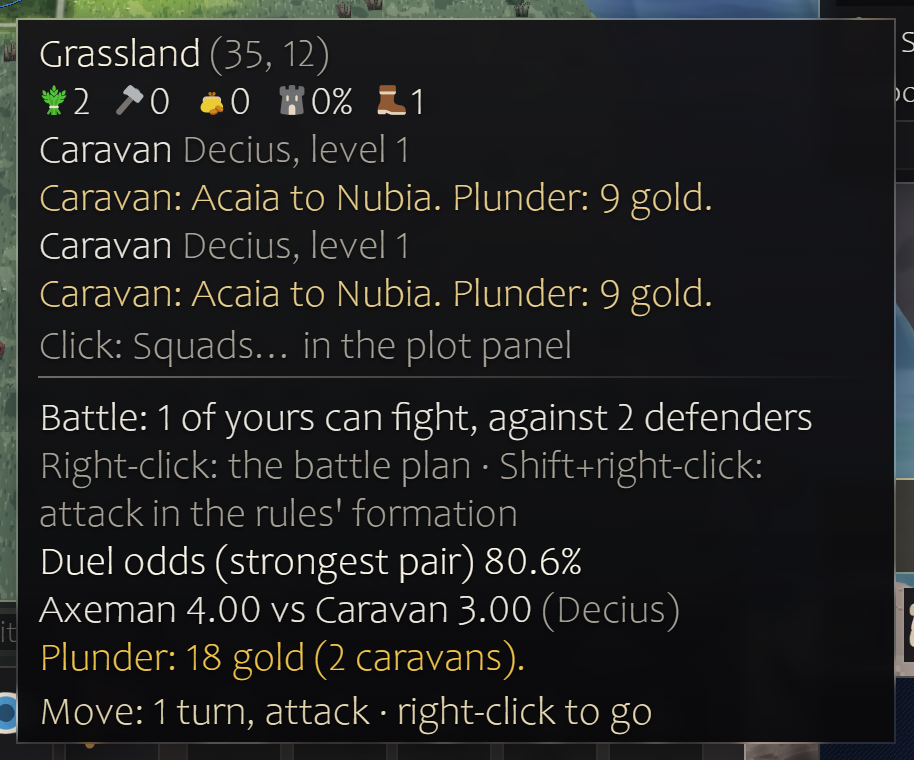 Grassland (35, 12)
2 0 0 0% 1
Caravan Decius, level 1
Caravan: Acaia to Nubia. Plunder: 9 gold.
Caravan Decius, level 1
Caravan: Acaia to Nubia. Plunder: 9 gold.
Click: Squads... in the plot panel
Battle: 1 of yours can fight, against 2 defenders
Right-click: the battle plan · Shift+right-click:
attack in the rules' formation
Duel odds (strongest pair) 80.6%
Axeman 4.00 vs Caravan 3.00 (Decius)
Plunder: 18 gold (2 caravans).
Move: 1 turn, attack · right-click to go